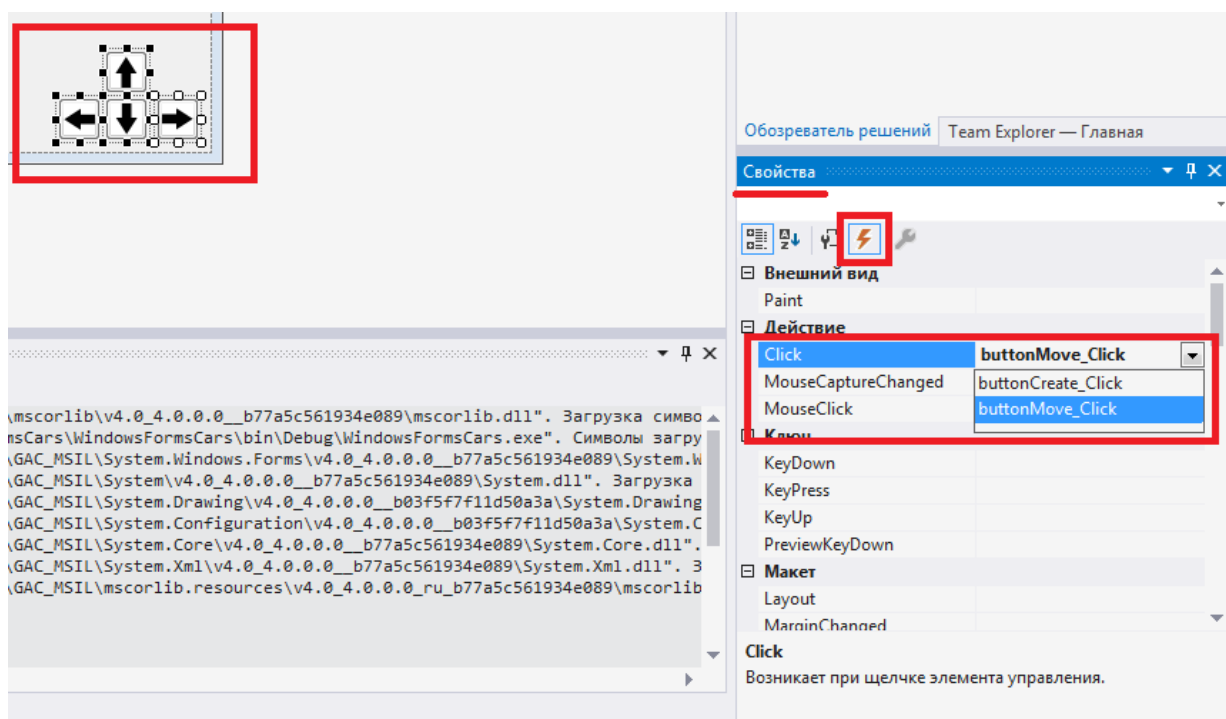 Обозреватель решений Team Explorer — Главная
Свойства
Внешний вид
Paint
Действие
Click buttonMove_Click
MouseCaptureChanged buttonCreate_Click
MouseClick buttonMove_Click
Ключ
KeyDown
KeyPress
KeyUp
PreviewKeyDown
Макет
Layout
MarginChanged
Click
Возникает при щелчке элемента управления.
\mscorlib\v4.0_4.0.0.0__b77a5c561934e089\mscorlib.dll". Загрузка символ
msCars\WindowsFormsCars\bin\Debug\WindowsFormsCars.exe". Символы загру
\GAC_MSIL\System.Windows.Forms\v4.0_4.0.0.0__b77a5c561934e089\System.W
\GAC_MSIL\System\v4.0_4.0.0.0__b77a5c561934e089\System.dll". Загрузка
\GAC_MSIL\System.Drawing\v4.0_4.0.0.0__b03f5f7f11d50a3a\System.Drawing
\GAC_MSIL\System.Configuration\v4.0_4.0.0.0__b03f5f7f11d50a3a\System.C
\GAC_MSIL\System.Core\v4.0_4.0.0.0__b77a5c561934e089\System.Core.dll".
\GAC_MSIL\System.Xml\v4.0_4.0.0.0__b77a5c561934e089\System.Xml.dll". З
\GAC_MSIL\mscorlib.resources\v4.0_4.0.0.0_ru_b77a5c561934e089\mscorlib